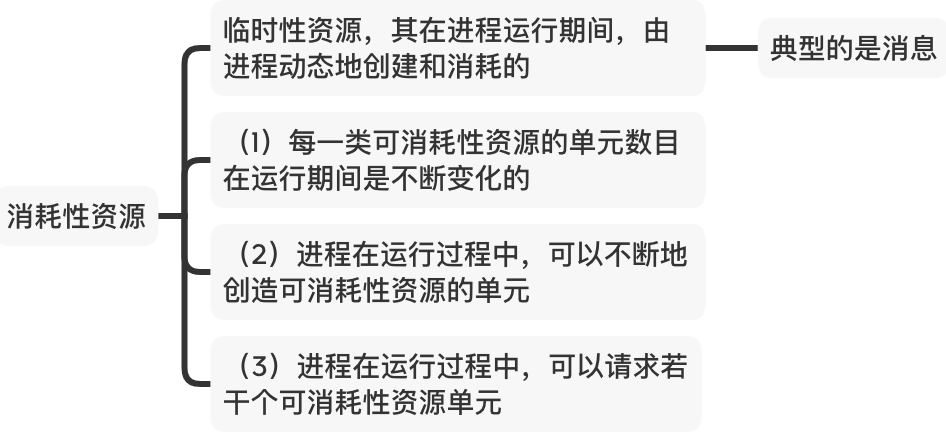 消耗性资源
临时性资源，其在进程运行期间，由
进程动态地创建和消耗的
典型的是消息
（1）每一类可消耗性资源的单元数目
在运行期间是不断变化的
（2）进程在运行过程中，可以不断地
创造可消耗性资源的单元
（3）进程在运行过程中，可以请求若
干个可消耗性资源单元